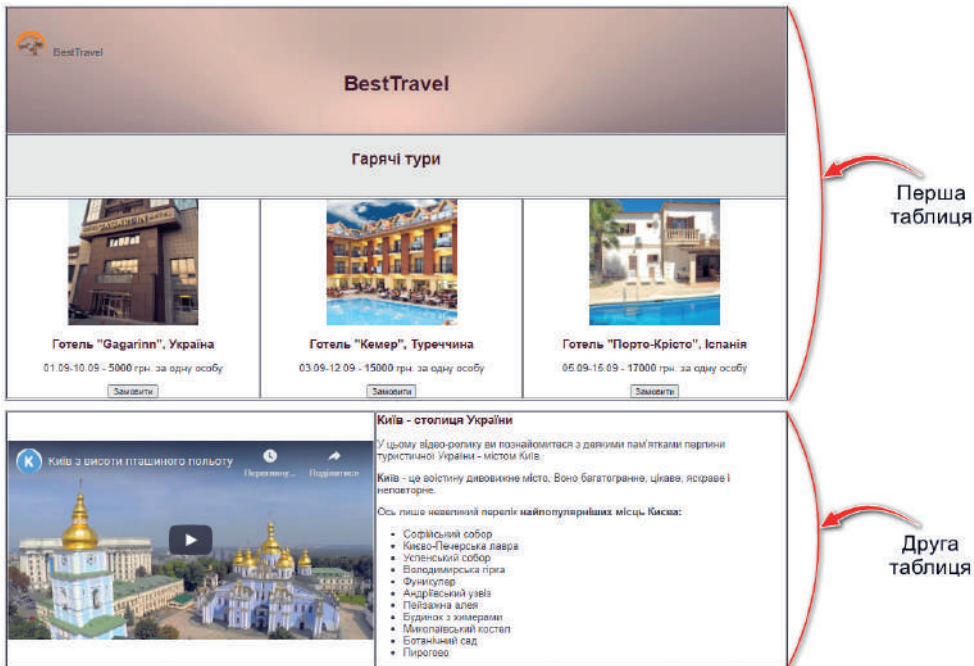 BestTravel
BestTravel
Гарячі тури
Перша
таблиця
GAGARINN
Готель "Gagarinn", Україна
Готель "Кемер", Туреччина
Готель "Порто-Крісто", Іспанія
01.09-10.09 - 5000 грн. за одну особу
03.09-12.09 - 15000 грн. за одну особу
05.09-15.09 - 17000 грн. за одну особу
Замовити
Замовити
Замовити
К Київ з висоти пташиного польоту
Перегляну...
Поділитися
Київ - столиця України
У цьому відео-ролику ви познайомитеся з деякими пам'ятками перлини
туристичної України - містом Київ.
Київ - це воістину дивовижне місто. Воно багатогранне, цікаве, яскраве і
неповторне.
Ось лише невеликий перелік найпопулярніших місць Києва:
• Софійський собор
• Києво-Печерська лавра
• Успенський собор
• Володимирська гірка
• Фуникулер
• Андріївський узвіз
• Пейзажна алея
• Будинок з химерами
• Миколаївський костел
• Ботанічний сад
• Пирогово
Друга
таблиця